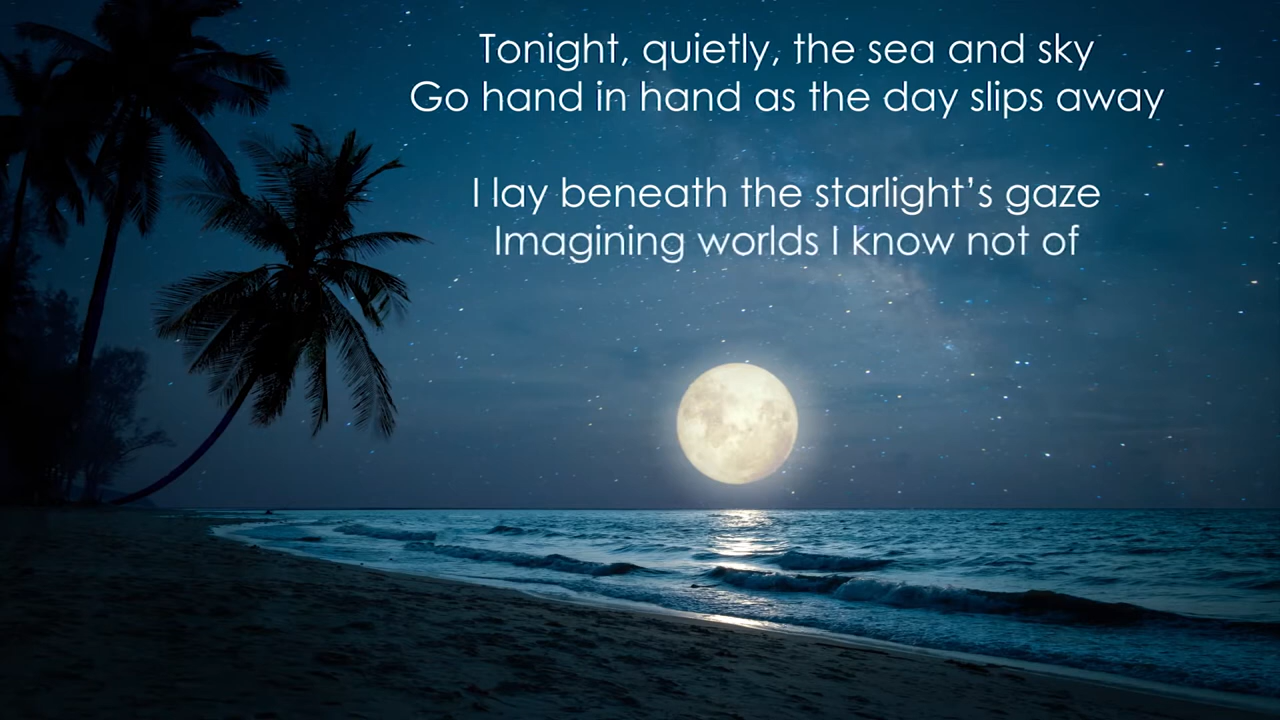 Tonight, quietly, the sea and sky
Go hand in hand as the day slips away
I lay beneath the starlight’s gaze
Imagining worlds I know not of